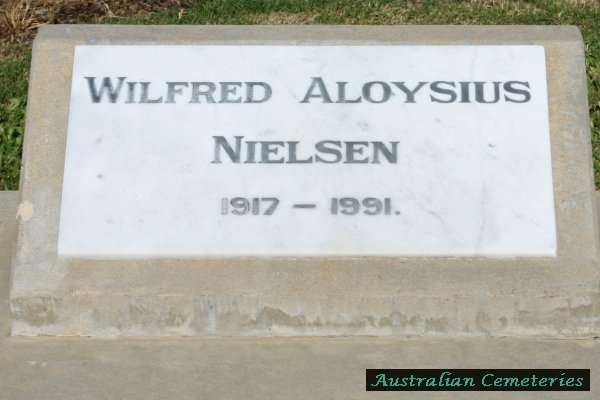 Wilfred Aloysius
Nielsen
1917 – 1991.
Australian Cemeteries